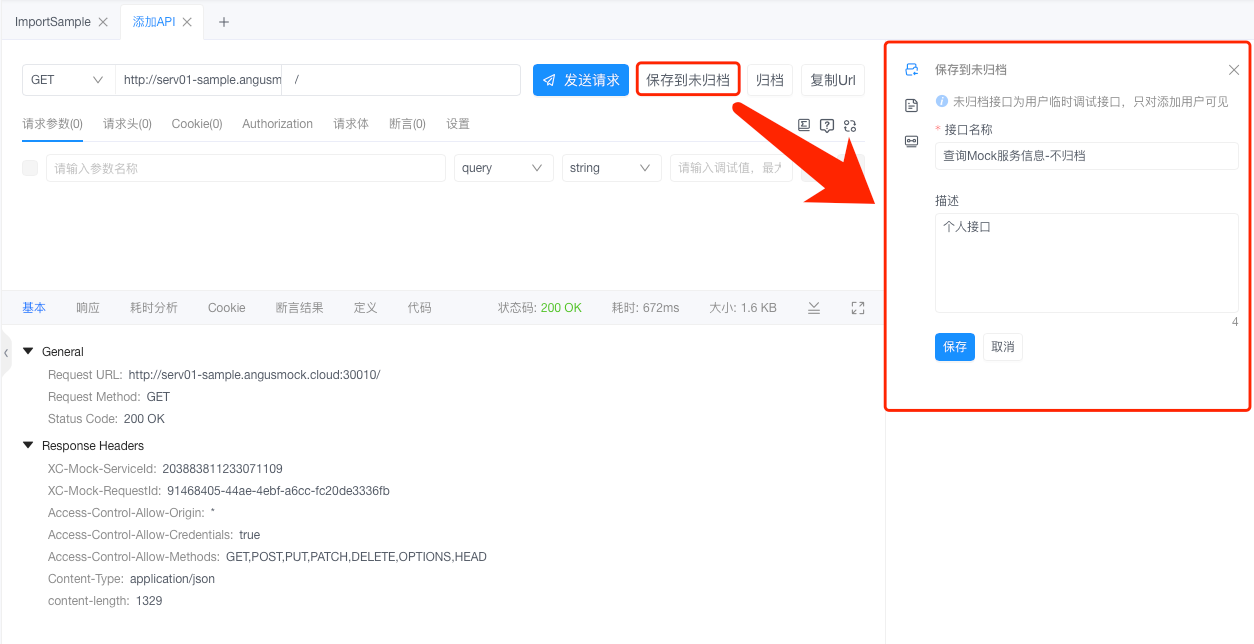 ImportSample
添加API
GET
http://serv01-sample.angusm
/
发送请求
保存到未归档
归档
复制Url
请求参数(0)
请求头(0)
Cookie(0)
Authorization
请求体
断言(0)
设置
请输入参数名称
query
string
请输入调试值，最大
基本
响应
耗时分析
Cookie
断言结果
定义
代码
状态码: 200 OK
耗时: 672ms
大小: 1.6 KB
General
Request URL: http://serv01-sample.angusmock.cloud:30010/
Request Method: GET
Status Code: 200 OK
Response Headers
XC-Mock-ServiceId: 203883811233071109
XC-Mock-RequestId: 91468405-44ae-4ebf-a6cc-fc20de3336fb
Access-Control-Allow-Origin: *
Access-Control-Allow-Credentials: true
Access-Control-Allow-Methods: GET,POST,PUT,PATCH,DELETE,OPTIONS,HEAD
Content-Type: application/json
content-length: 1329
保存到未归档
未归档接口为用户临时调试接口，只对添加用户可见
* 接口名称
查询Mock服务信息-不归档
描述
个人接口
4
保存
取消